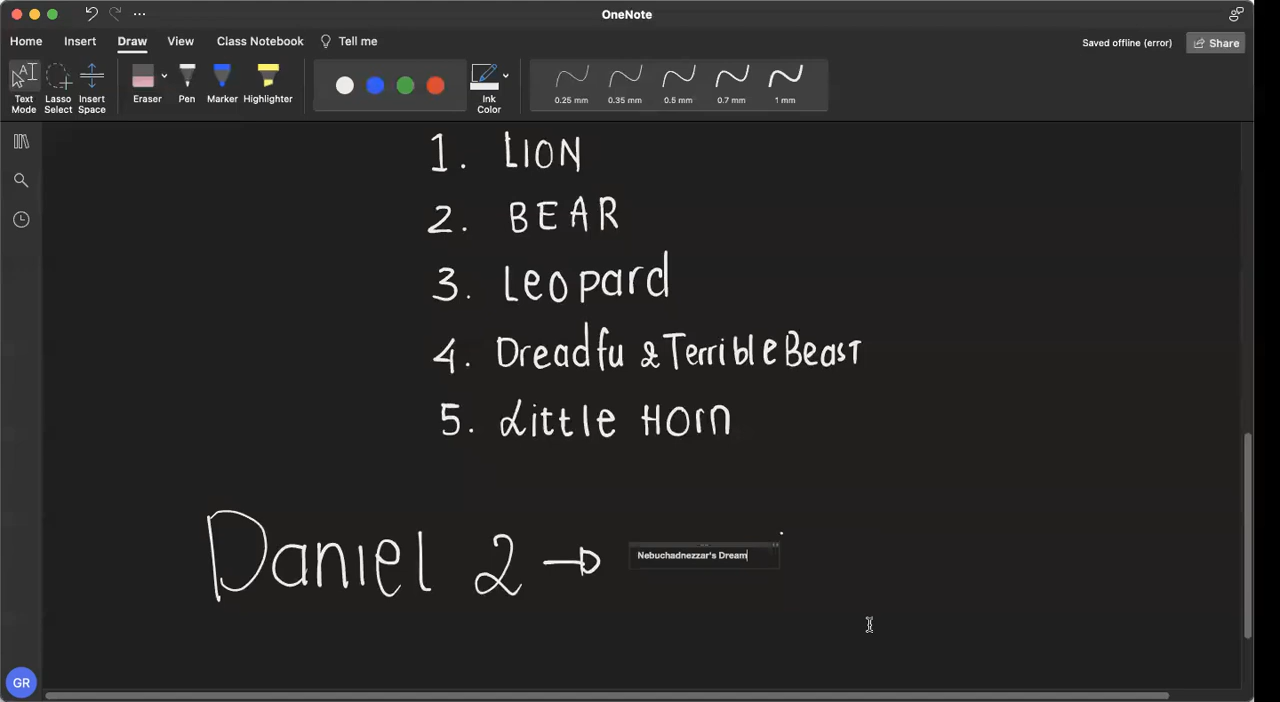 OneNote
Home Insert Draw View Class Notebook Tell me
Saved offline (error) Share
Text Mode
Lasso Select
Insert Space
Eraser
Pen
Marker
Highlighter
Ink Color
0.25 mm 0.35 mm 0.5 mm 0.7 mm 1 mm
1. LION
2. BEAR
3. Leopard
4. Dreadfu & Terrible Beast
5. Little Horn
Daniel 2 → Nebuchadnezzar's Dream
GR